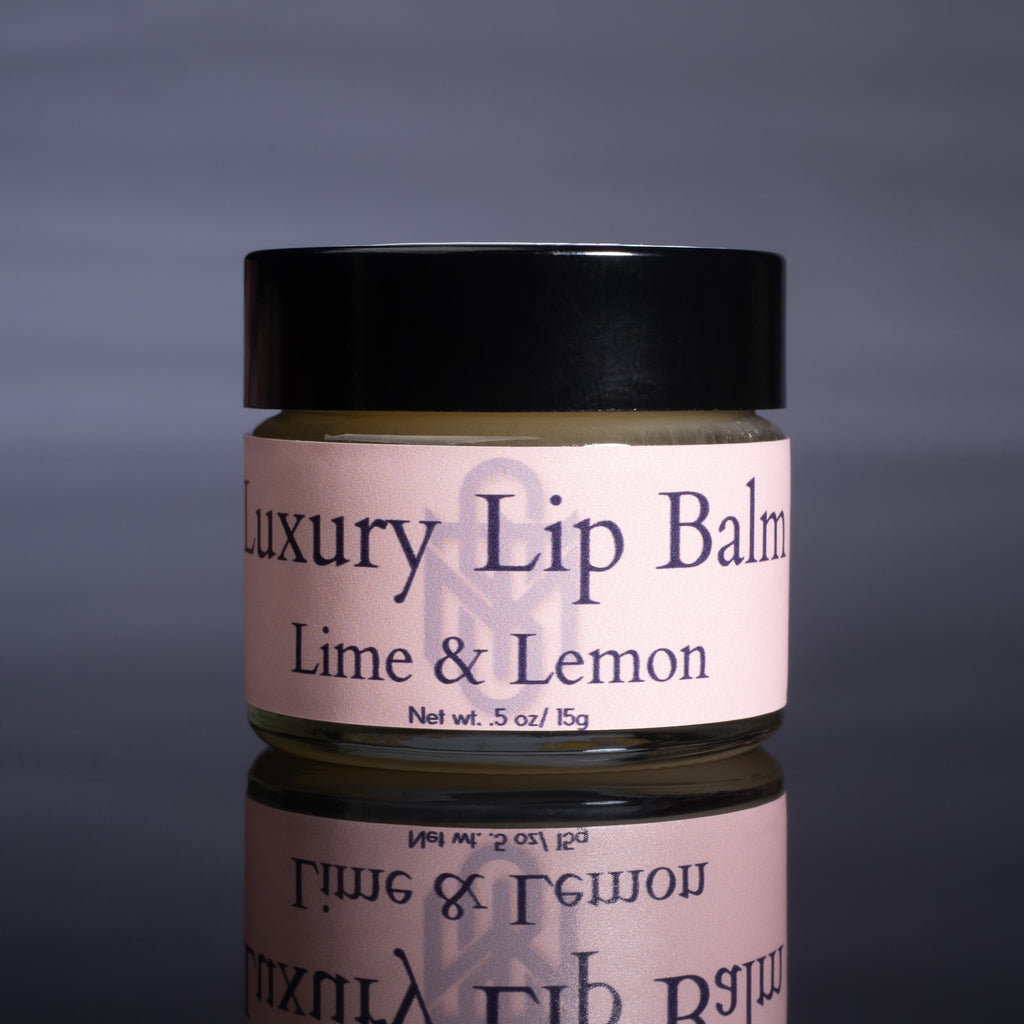 Luxury Lip Balm
Lime & Lemon
Net wt. .5 oz/ 15g